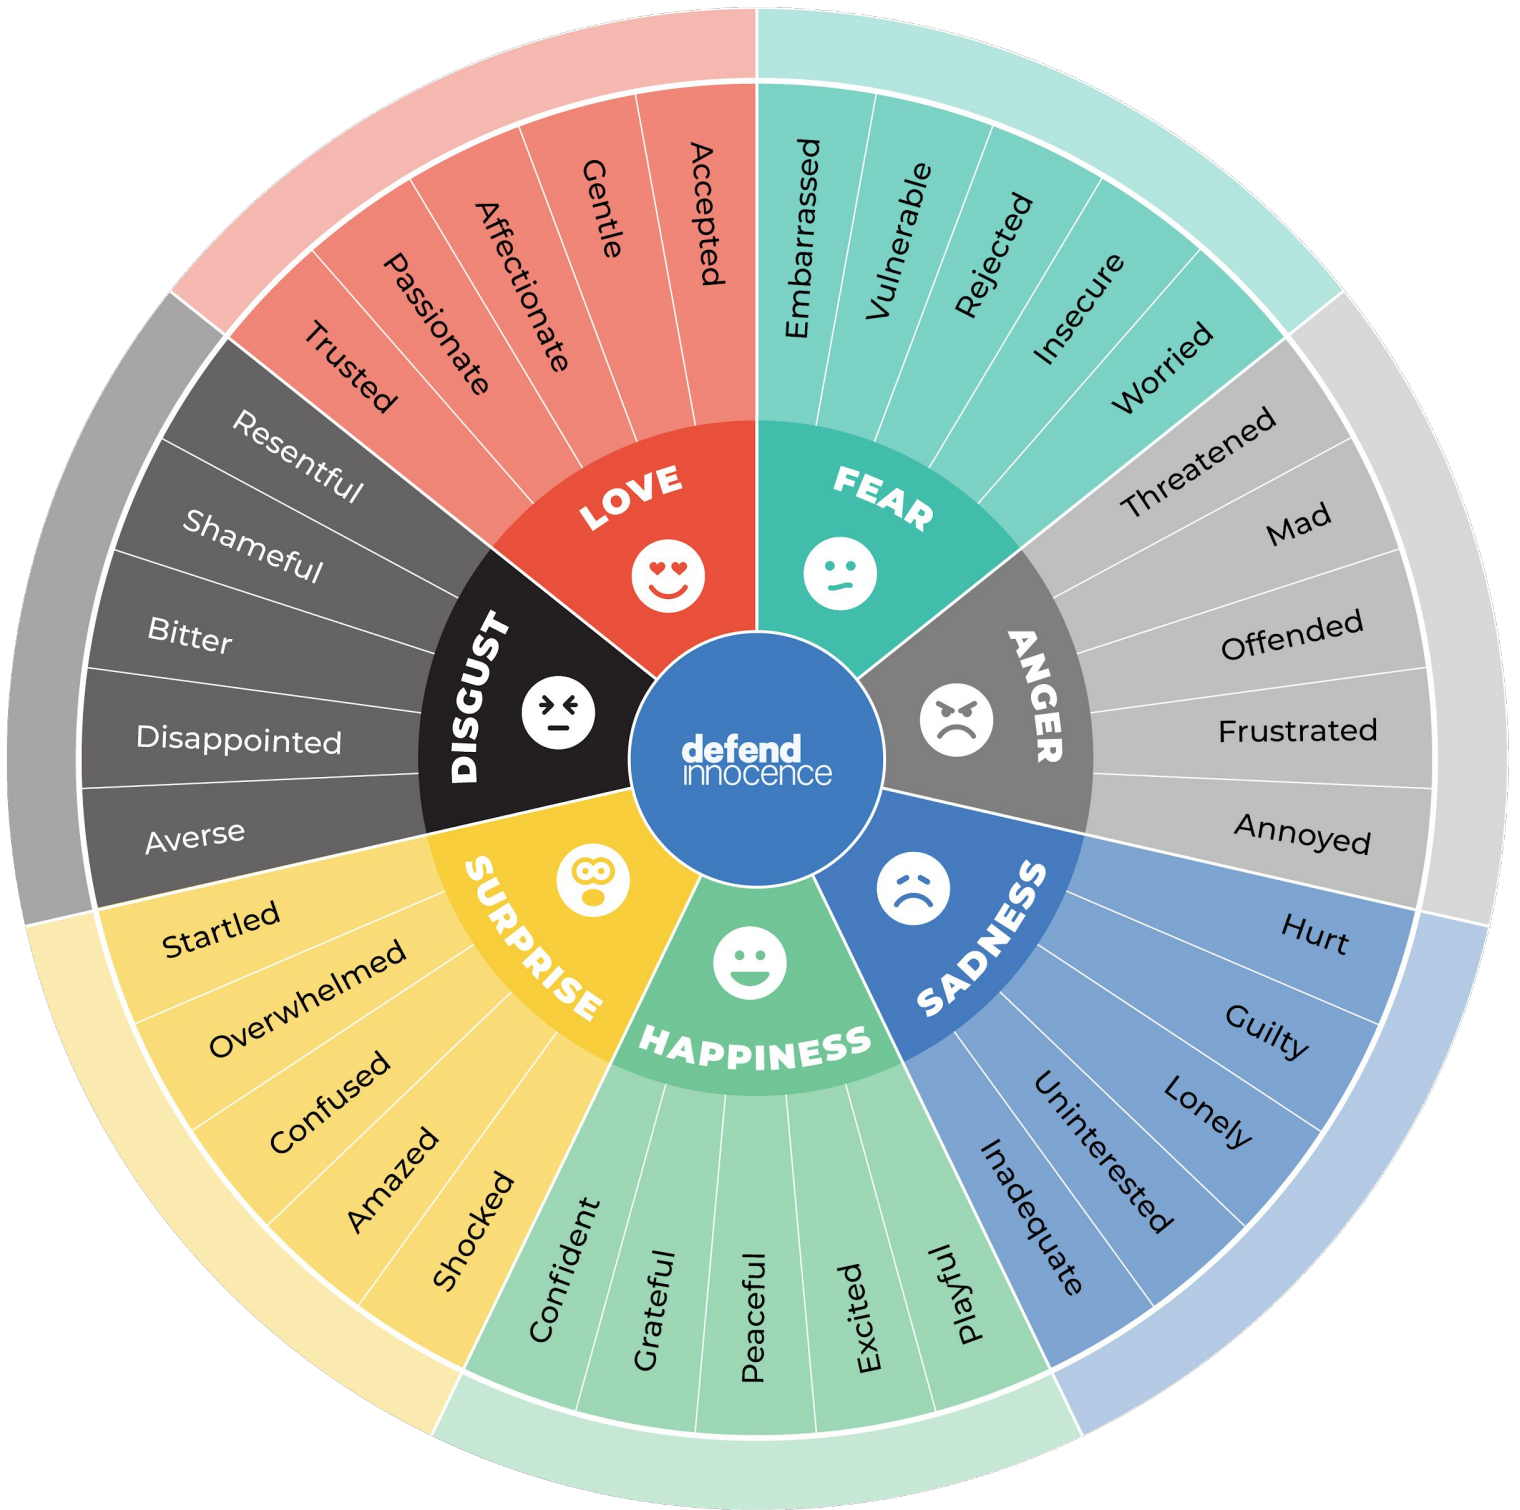 defend
innocence
LOVE
Trusted
Passionate
Affectionate
Gentle
Accepted
FEAR
Embarrassed
Vulnerable
Rejected
Insecure
Worried
ANGER
Threatened
Mad
Offended
Frustrated
Annoyed
SADNESS
Hurt
Guilty
Lonely
Uninterested
Inadequate
HAPPINESS
Playful
Excited
Peaceful
Grateful
Confident
SURPRISE
Shocked
Amazed
Confused
Overwhelmed
Startled
DISGUST
Averse
Disappointed
Bitter
Shameful
Resentful